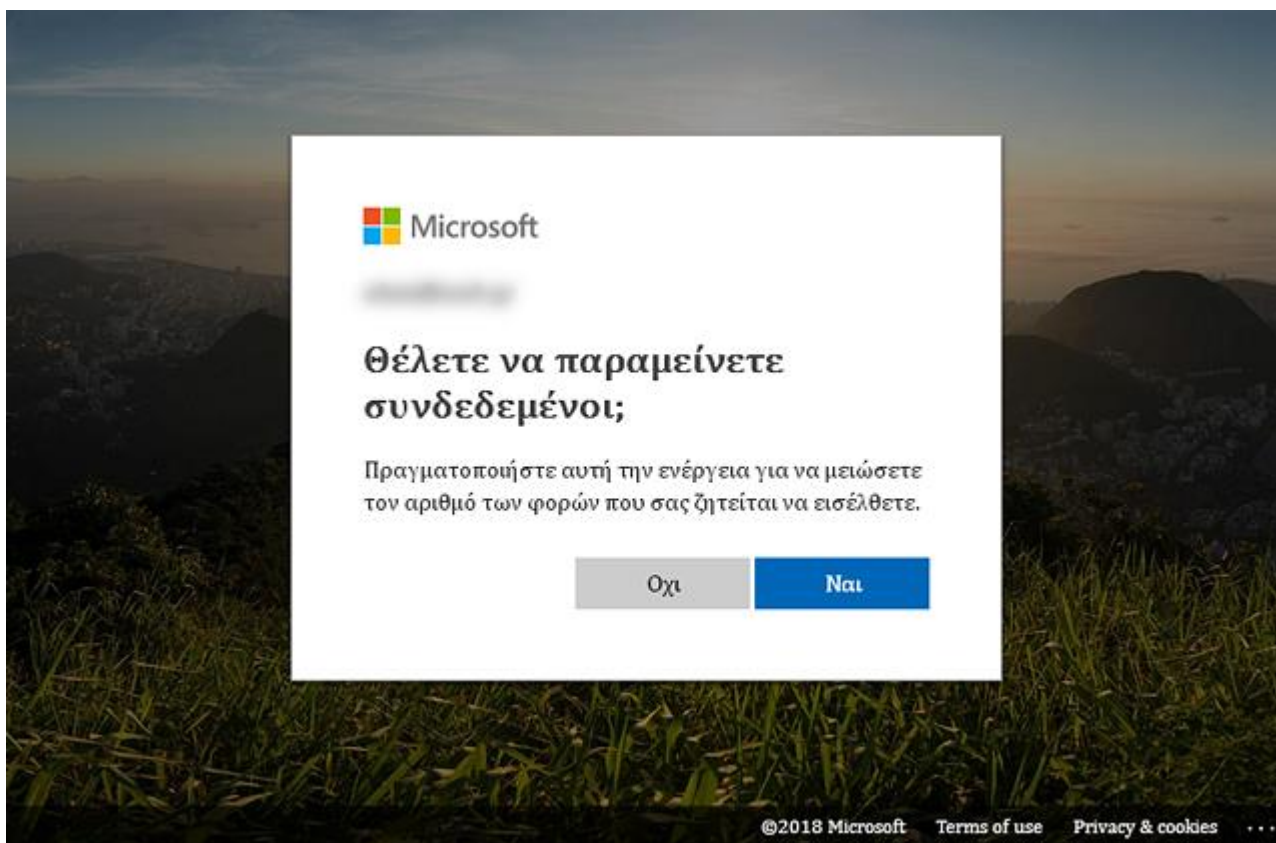 Microsoft
Θέλετε να παραμείνετε
συνδεδεμένοι;
Πραγματοποιήστε αυτή την ενέργεια για να μειώσετε
τον αριθμό των φορών που σας ζητείται να εισέλθετε.
Οχι
Ναι
©2018 Microsoft Terms of use Privacy & cookies ...